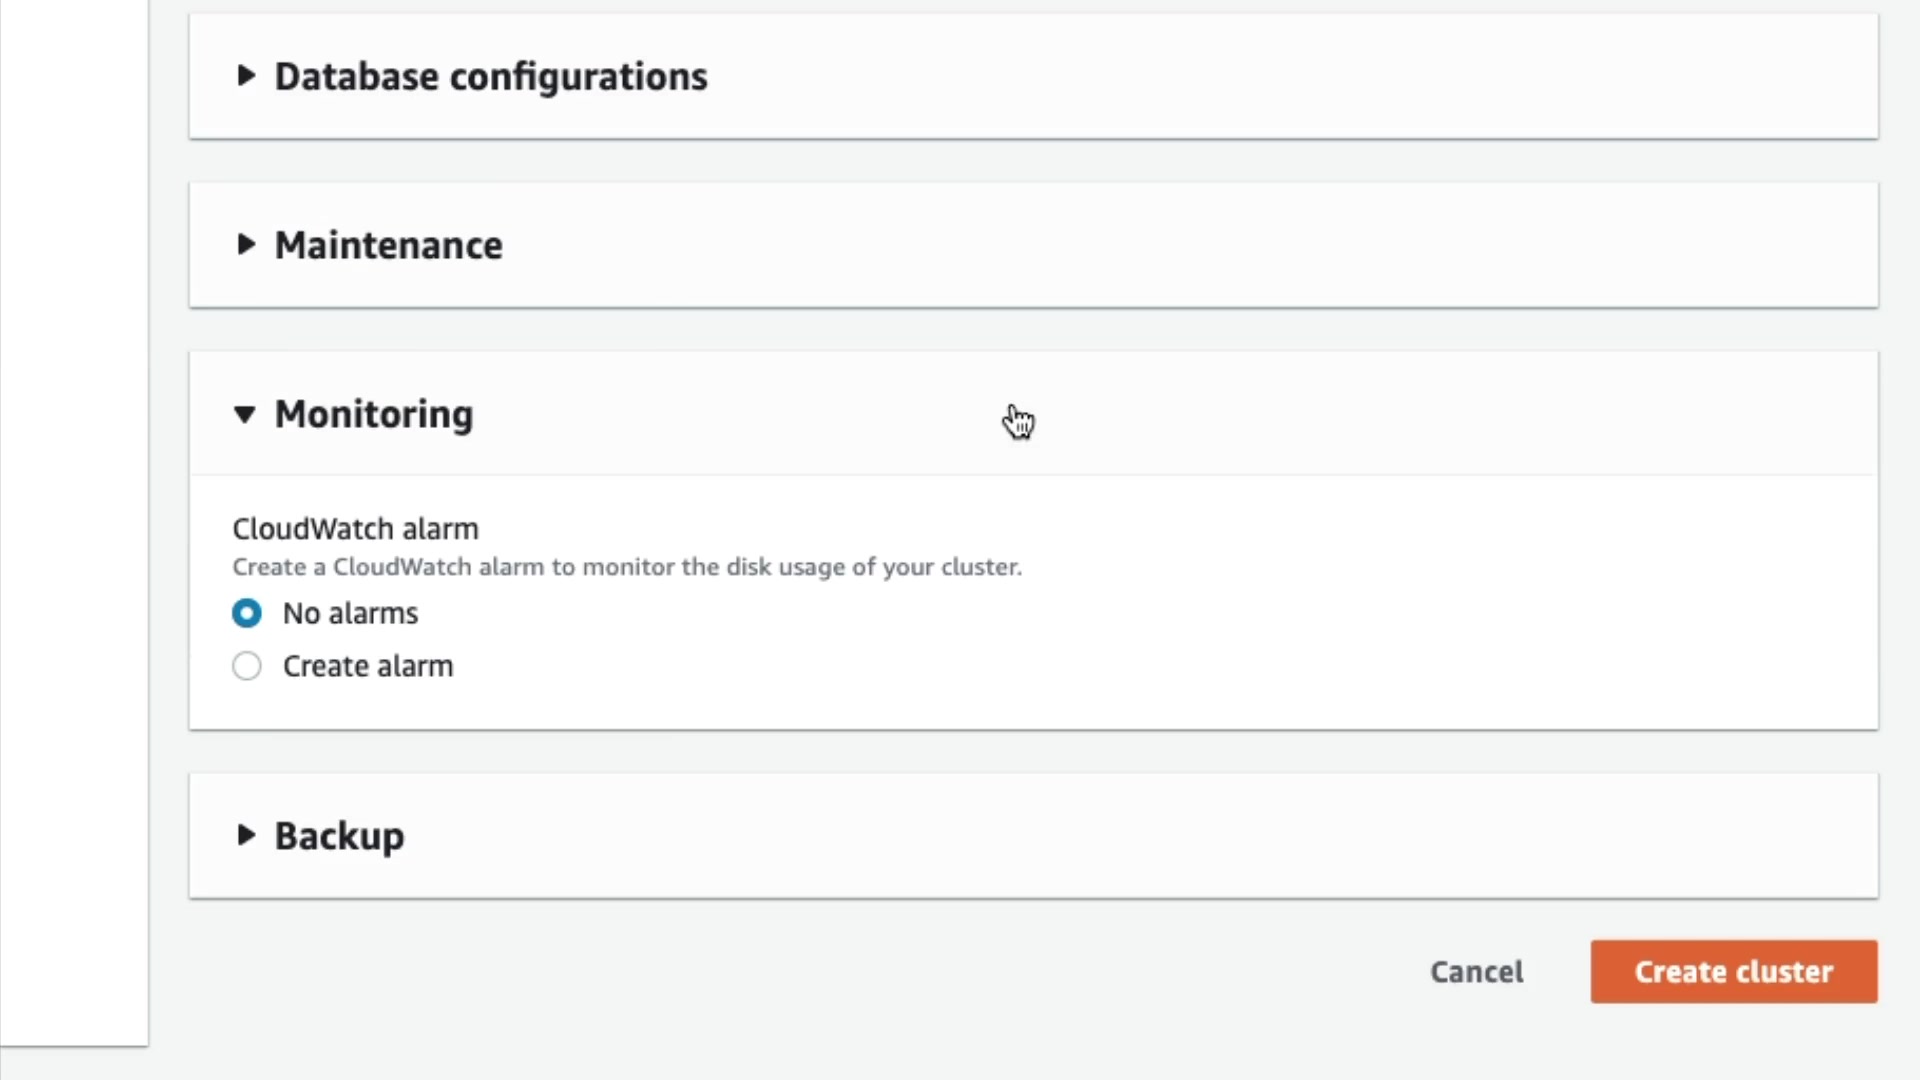 Database configurations
Maintenance
Monitoring
CloudWatch alarm
Create a CloudWatch alarm to monitor the disk usage of your cluster.
No alarms
Create alarm
Backup
Cancel
Create cluster